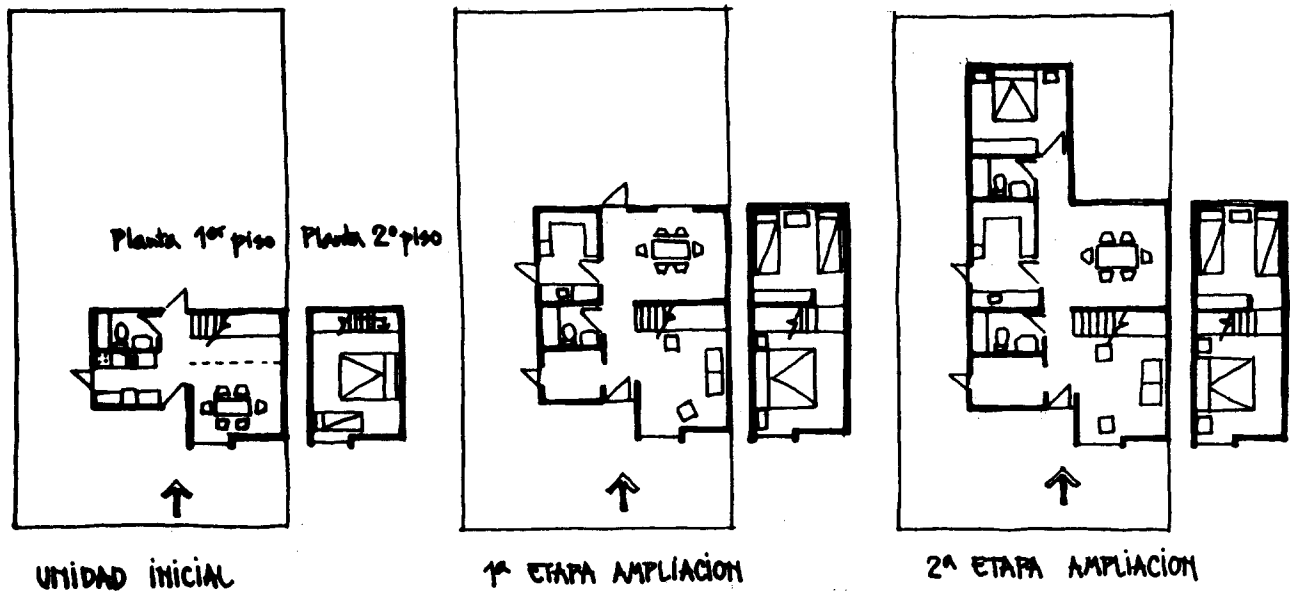 Planta 1er piso
Planta 2º piso
UNIDAD INICIAL
1ª ETAPA AMPLIACION
2ª ETAPA AMPLIACION